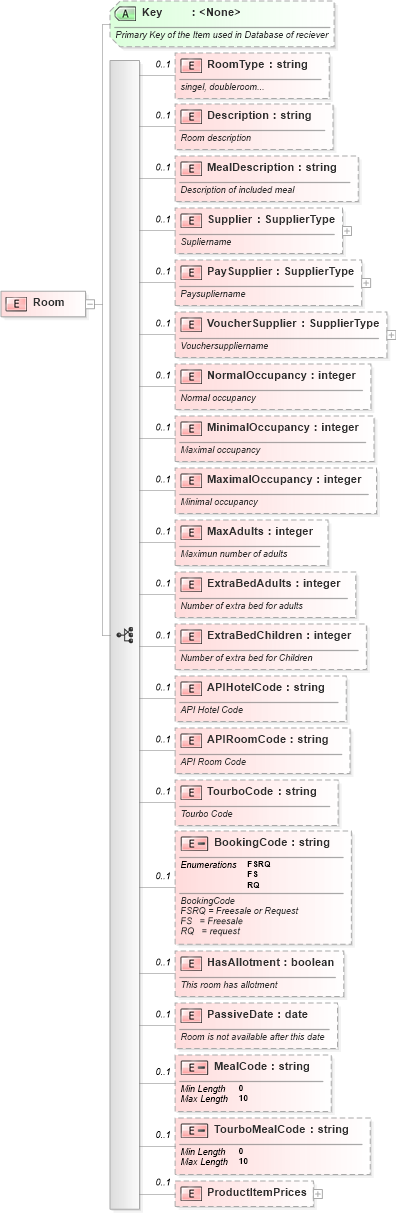 A Key : <None>
Primary Key of the Item used in Database of reciever
0..1 E RoomType : string
singel, doubleroom...
0..1 E Description : string
Room description
0..1 E MealDescription : string
Description of included meal
0..1 E Supplier : SupplierType
Supliername
0..1 E PaySupplier : SupplierType
Paysupliername
E Room
0..1 E VoucherSupplier : SupplierType
Vouchersuppliername
0..1 E NormalOccupancy : integer
Normal occupancy
0..1 E MinimalOccupancy : integer
Maximal occupancy
0..1 E MaximalOccupancy : integer
Minimal occupancy
0..1 E MaxAdults : integer
Maximun number of adults
0..1 E ExtraBedAdults : integer
Number of extra bed for adults
0..1 E ExtraBedChildren : integer
Number of extra bed for Children
0..1 E APIHotelCode : string
API Hotel Code
0..1 E APIRoomCode : string
API Room Code
0..1 E TourboCode : string
Tourbo Code
E BookingCode : string
Enumerations FSRQ
0..1 FS
RQ
BookingCode
FSRQ = Freesale or Request
FS = Freesale
RQ = request
0..1 E HasAllotment : boolean
This room has allotment
0..1 E PassiveDate : date
Room is not available after this date
0..1 E MealCode : string
Min Length 0
Max Length 10
0..1 E TourboMealCode : string
Min Length 0
Max Length 10
0..1 E ProductItemPrices